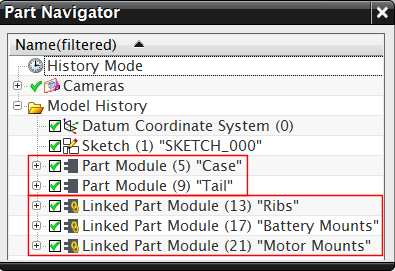 Part Navigator
Name(filtered)
History Mode
Cameras
Model History
Datum Coordinate System (0)
Sketch (1) "SKETCH_000"
Part Module (5) "Case"
Part Module (9) "Tail"
Linked Part Module (13) "Ribs"
Linked Part Module (17) "Battery Mounts"
Linked Part Module (21) "Motor Mounts"